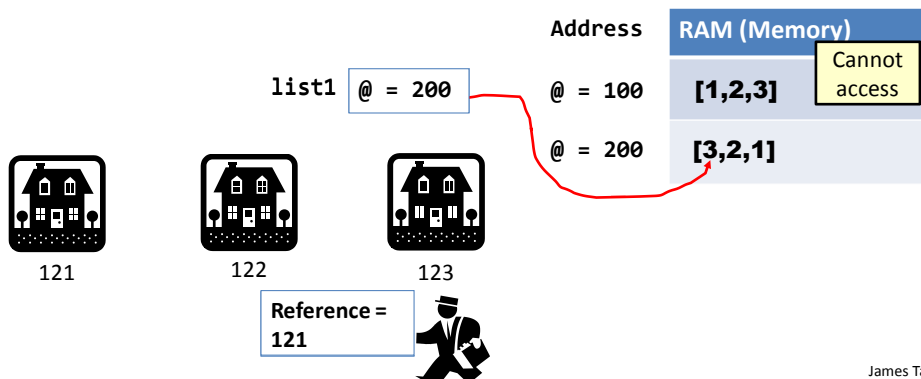 Address RAM (Memory)
Cannot
access
list1 @ = 200 @ = 100 [1,2,3]
@ = 200 [3,2,1]
121 122 123
Reference =
121
James